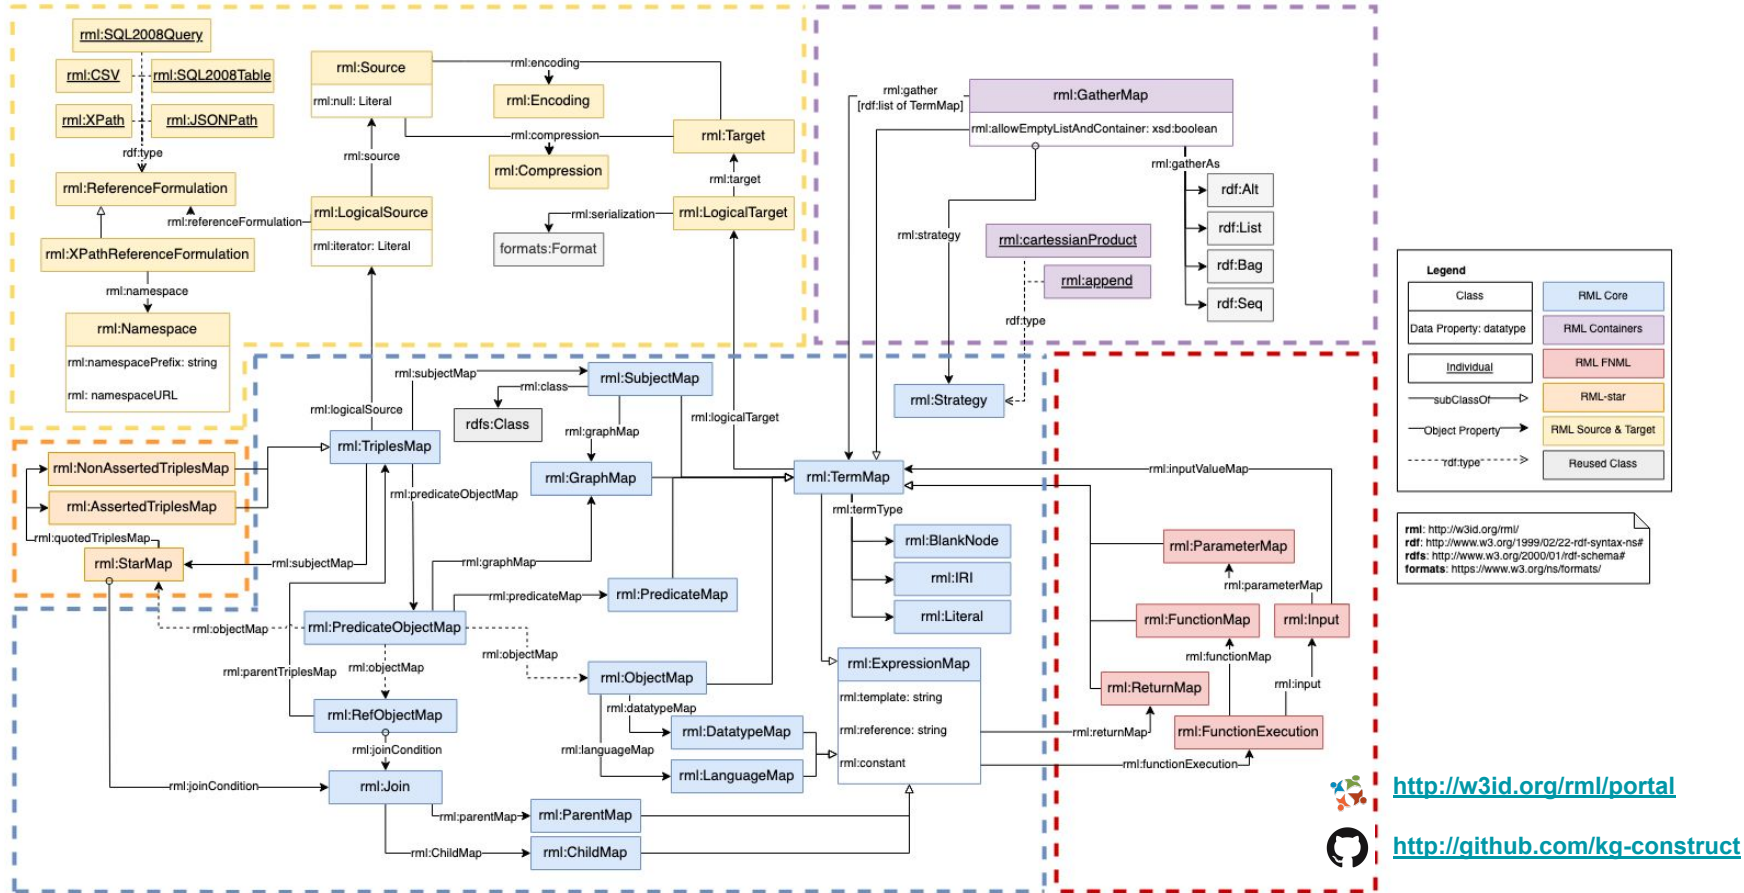 rml:SQL2008Query
rml:CSV
rml:SQL2008Table
rml:XPath
rml:JSONPath
rdf:type
rml:ReferenceFormulation
rml:referenceFormulation
rml:XPathReferenceFormulation
rml:namespace
rml:Namespace
rml:namespacePrefix: string
rml: namespaceURL
rml:Source
rml:null: Literal
rml:source
rml:LogicalSource
rml:iterator: Literal
rml:encoding
rml:Encoding
rml:compression
rml:Compression
rml:Target
rml:target
rml:LogicalTarget
rml:serialization
formats:Format
rml:gather
[rdf:list of TermMap]
rml:GatherMap
rml:allowEmptyListAndContainer: xsd:boolean
rml:gatherAs
rdf:Alt
rdf:List
rdf:Bag
rdf:Seq
rml:strategy
rml:cartessianProduct
rml:append
rdf:type
rml:Strategy
rml:logicalSource
rml:subjectMap
rml:class
rml:SubjectMap
rdfs:Class
rml:graphMap
rml:logicalTarget
rml:TriplesMap
rml:NonAssertedTriplesMap
rml:AssertedTriplesMap
rml:quotedTriplesMap
rml:StarMap
rml:subjectMap
rml:predicateObjectMap
rml:GraphMap
rml:TermMap
rml:termType
rml:BlankNode
rml:IRI
rml:Literal
rml:graphMap
rml:predicateMap
rml:PredicateMap
rml:objectMap
rml:PredicateObjectMap
rml:objectMap
rml:objectMap
rml:parentTriplesMap
rml:RefObjectMap
rml:joinCondition
rml:joinCondition
rml:Join
rml:parentMap
rml:ParentMap
rml:ChildMap
rml:ChildMap
rml:ObjectMap
rml:datatypeMap
rml:DatatypeMap
rml:languageMap
rml:LanguageMap
rml:ExpressionMap
rml:template: string
rml:reference: string
rml:constant
rml:inputValueMap
rml:ParameterMap
rml:parameterMap
rml:FunctionMap
rml:Input
rml:functionMap
rml:input
rml:ReturnMap
rml:returnMap
rml:FunctionExecution
rml:functionExecution
Legend
Class
RML Core
Data Property: datatype
RML Containers
Individual
RML FNML
subClassOf
RML-star
Object Property
RML Source & Target
rdf:type
Reused Class
rml: http://w3id.org/rml/
rdf: http://www.w3.org/1999/02/22-rdf-syntax-ns#
rdfs: http://www.w3.org/2000/01/rdf-schema#
formats: https://www.w3.org/ns/formats/
http://w3id.org/rml/portal
http://github.com/kg-construct